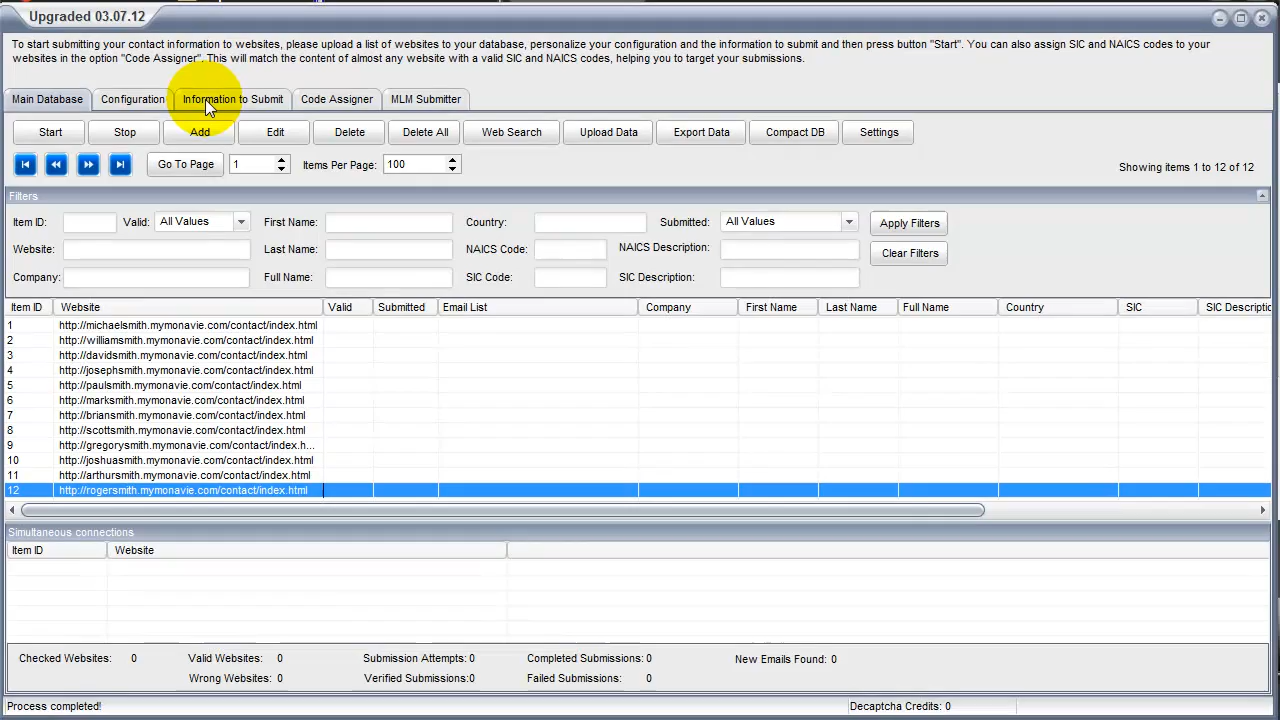 Upgraded 03.07.12
To start submitting your contact information to websites, please upload a list of websites to your database, personalize your configuration and the information to submit and then press button "Start". You can also assign SIC and NAICS codes to your
websites in the option "Code Assigner". This will match the content of almost any website with a valid SIC and NAICS codes, helping you to target your submissions.
Main Database Configuration Information to Submit Code Assigner MLM Submitter
Start Stop Add Edit Delete Delete All Web Search Upload Data Export Data Compact DB Settings
Go To Page 1 Items Per Page: 100 Showing items 1 to 12 of 12
Filters
Item ID: Valid: All Values First Name: Country: Submitted: All Values Apply Filters
Website: Last Name: NAICS Code: NAICS Description: Clear Filters
Company: Full Name: SIC Code: SIC Description:
Item ID Website Valid Submitted Email List Company First Name Last Name Full Name Country SIC SIC Descriptio
1 http://michaelsmith.mymonavie.com/contact/index.html
2 http://williamsmith.mymonavie.com/contact/index.html
3 http://davidsmith.mymonavie.com/contact/index.html
4 http://josephsmith.mymonavie.com/contact/index.html
5 http://paulsmith.mymonavie.com/contact/index.html
6 http://marksmith.mymonavie.com/contact/index.html
7 http://briansmith.mymonavie.com/contact/index.html
8 http://scottsmith.mymonavie.com/contact/index.html
9 http://gregorysmith.mymonavie.com/contact/index.h...
10 http://joshuasmith.mymonavie.com/contact/index.html
11 http://arthursmith.mymonavie.com/contact/index.html
12 http://rogersmith.mymonavie.com/contact/index.html
Simultaneous connections
Item ID Website
Checked Websites: 0 Valid Websites: 0 Submission Attempts: 0 Completed Submissions: 0 New Emails Found: 0
Wrong Websites: 0 Verified Submissions: 0 Failed Submissions: 0
Process completed! Decaptcha Credits: 0